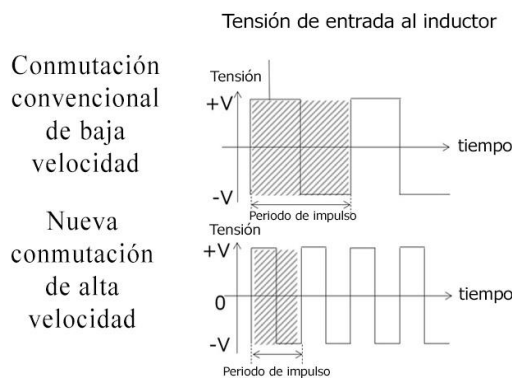 Tensión de entrada al inductor
Conmutación
convencional
de baja
velocidad
Tensión
+V
tiempo
-V
Periodo de impulso
Nueva
conmutación
de alta
velocidad
Tensión
+V
0
tiempo
-V
Periodo de impulso